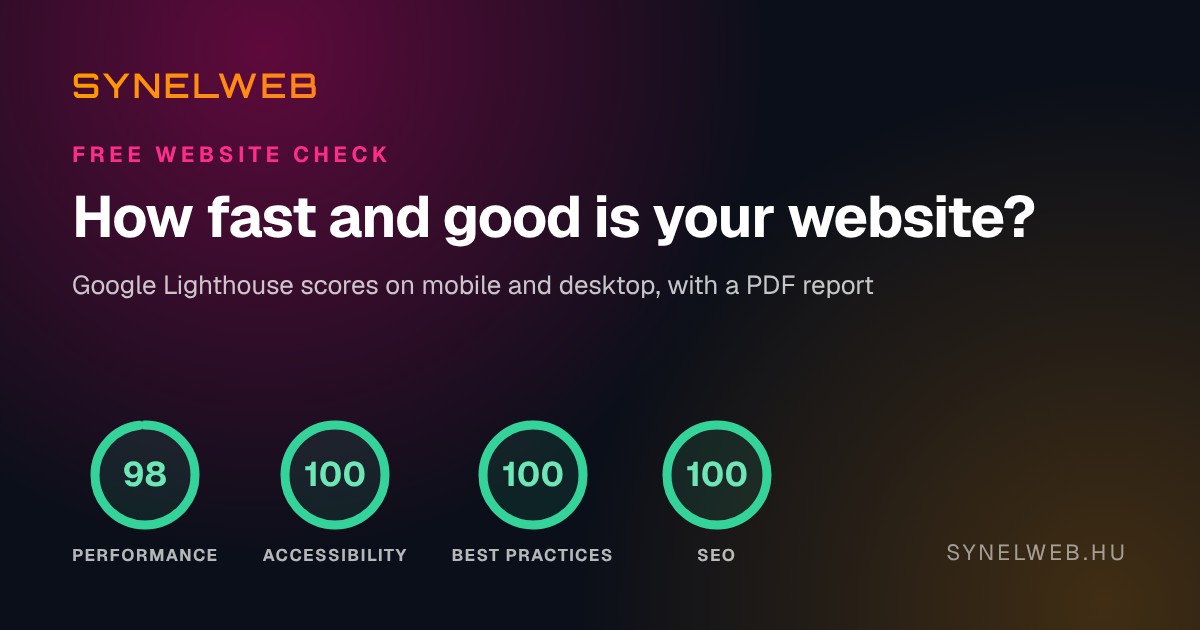 SYNELWEB
FREE WEBSITE CHECK
How fast and good is your website?
Google Lighthouse scores on mobile and desktop, with a PDF report
98 100 100 100
PERFORMANCE ACCESSIBILITY BEST PRACTICES SEO
SYNELWEB.HU